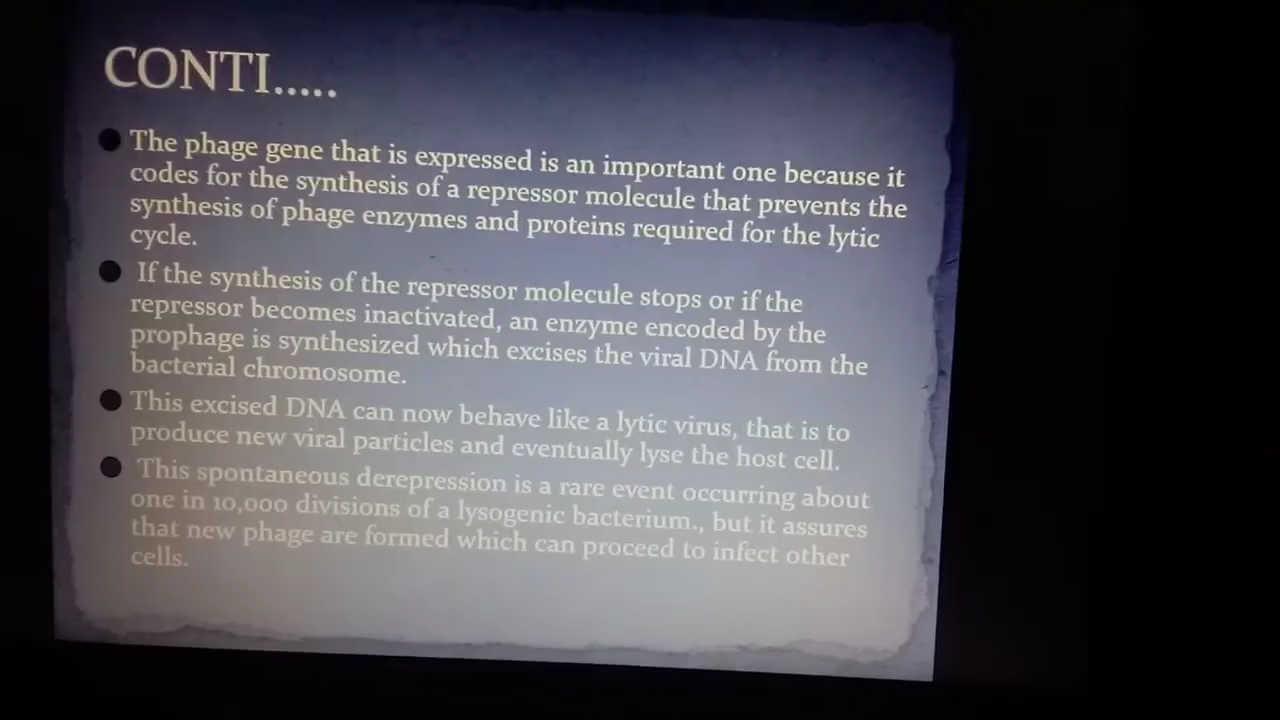 CONTI.....
● The phage gene that is expressed is an important one because it
codes for the synthesis of a repressor molecule that prevents the
synthesis of phage enzymes and proteins required for the lytic
cycle.
● If the synthesis of the repressor molecule stops or if the
repressor becomes inactivated, an enzyme encoded by the
prophage is synthesized which excises the viral DNA from the
bacterial chromosome.
● This excised DNA can now behave like a lytic virus, that is to
produce new viral particles and eventually lyse the host cell.
● This spontaneous derepression is a rare event occurring about
one in 10,000 divisions of a lysogenic bacterium., but it assures
that new phage are formed which can proceed to infect other
cells.